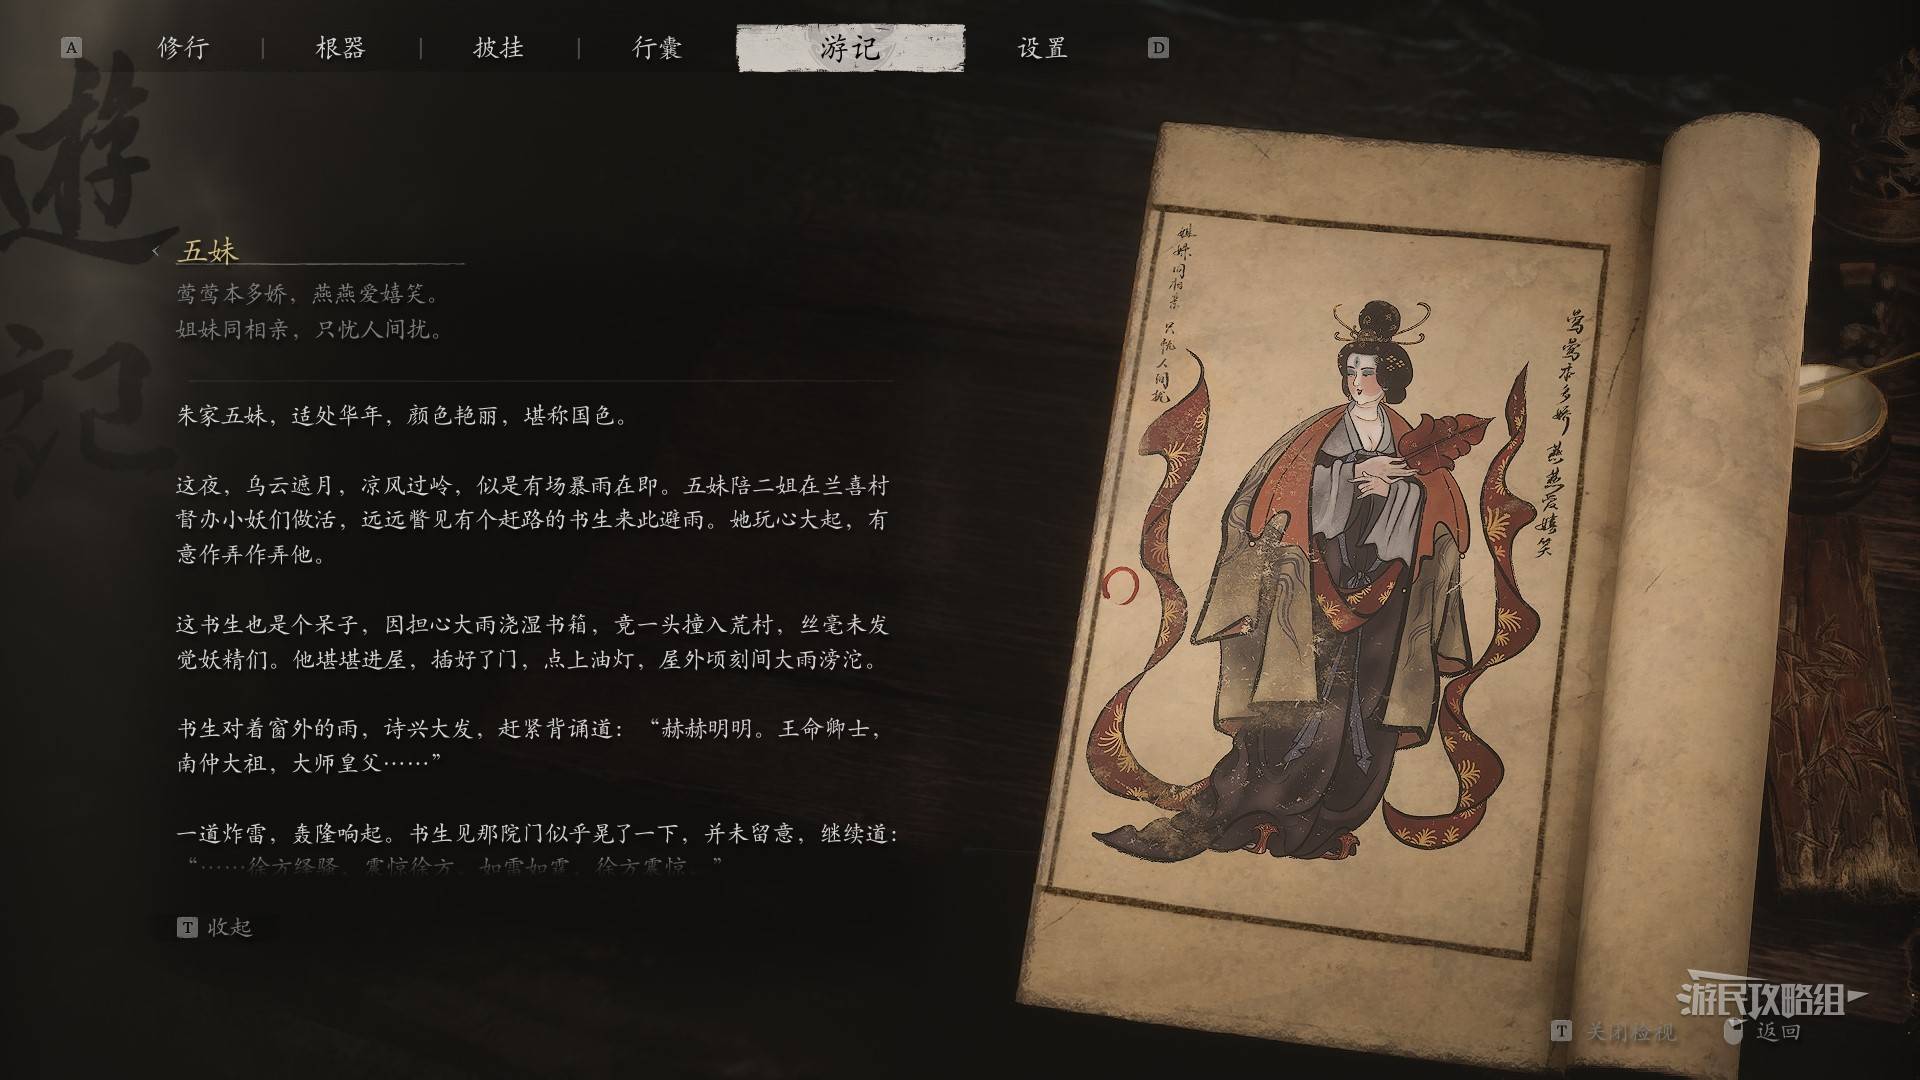 A 修行 | 根器 | 披挂 | 行囊 游记 设置 D
遊記
五妹
莺莺本多娇，燕燕爱嬉笑。
姐妹同相亲，只忧人间扰。
朱家五妹，适处华年，颜色艳丽，堪称国色。
这夜，乌云遮月，凉风过岭，似是有场暴雨在即。五妹陪二姐在兰喜村
督办小妖们做活，远远瞥见有个赶路的书生来此避雨。她玩心大起，有
意作弄作弄他。
这书生也是个呆子，因担心大雨浇湿书箱，竟一头撞入荒村，丝毫未发
觉妖精们。他堪堪进屋，插好了门，点上油灯，屋外顷刻间大雨滂沱。
书生对着窗外的雨，诗兴大发，赶紧背诵道：“赫赫明明。王命卿士，
南仲大祖，大师皇父……”
一道炸雷，轰隆响起。书生见那院门似乎晃了一下，并未留意，继续道：
“……徐方绎骚。震惊徐方。如雷如霆。徐方震惊。”
T 收起
莺莺本多娇 燕燕爱嬉笑
姐妹同相亲 只忧人间扰
游民攻略组
T 关闭检视 返回